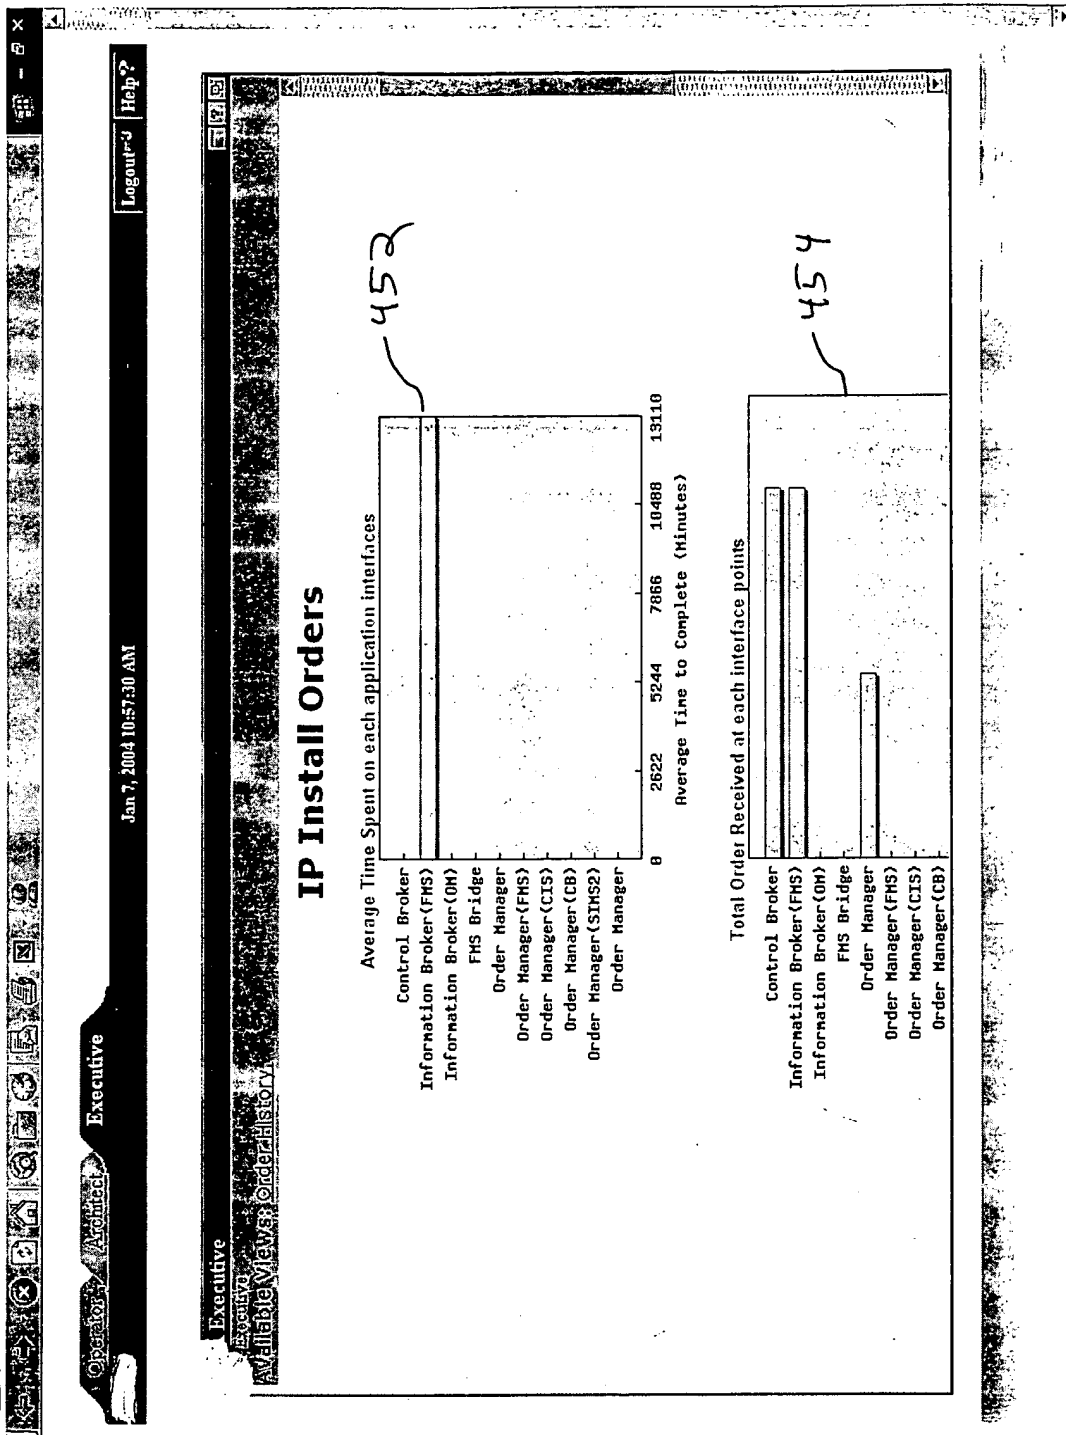 Operator
Architect
Executive
Jan 7, 2004 10:57:30 AM
Logout
Help?
Executive
Executive
Available Views: Order History
IP Install Orders
Average Time Spent on each application interfaces
Control Broker
Information Broker(FMS)
Information Broker(OM)
FMS Bridge
Order Manager
Order Manager(FMS)
Order Manager(CIS)
Order Manager(CB)
Order Manager(SIMS2)
Order Manager
0 2622 5244 7866 10488 13110
Average Time to Complete (Minutes)
452
Total Order Received at each interface points
Control Broker
Information Broker(FMS)
Information Broker(OM)
FMS Bridge
Order Manager
Order Manager(FMS)
Order Manager(CIS)
Order Manager(CB)
454